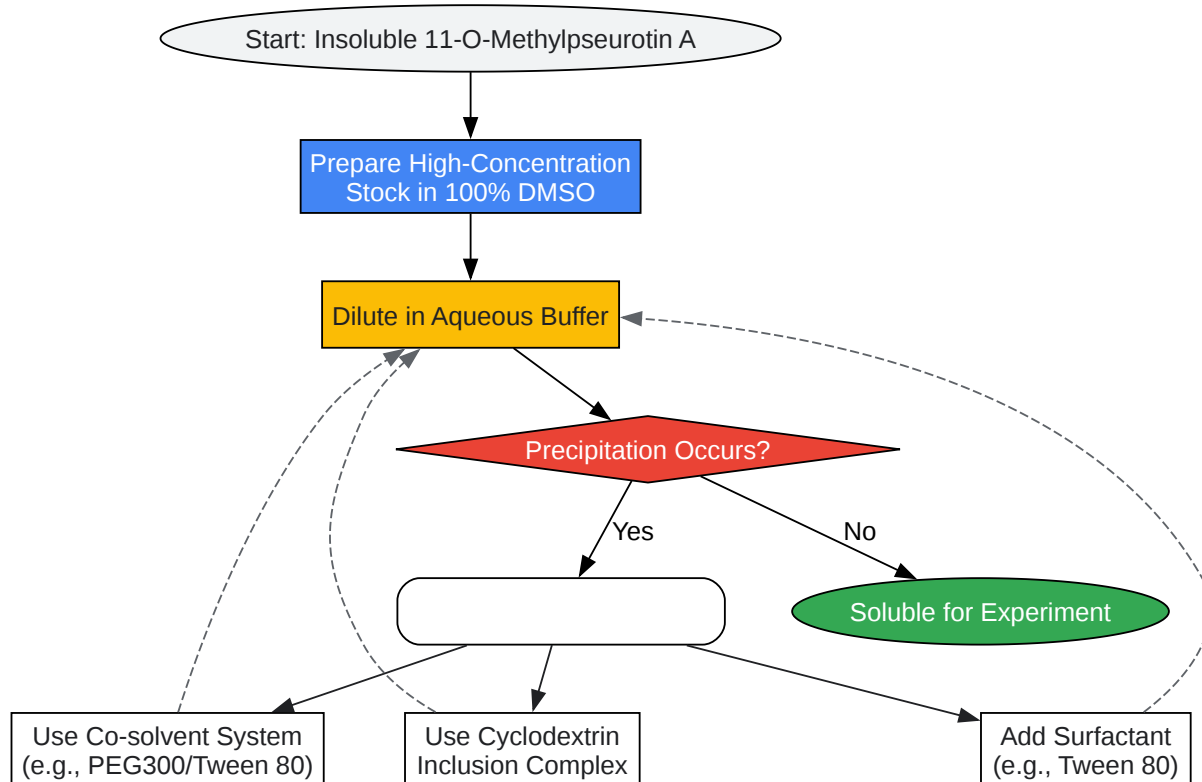 Start: Insoluble 11-O-Methylpseurotin A
Prepare High-Concentration
Stock in 100% DMSO
Dilute in Aqueous Buffer
Precipitation Occurs?
Yes
No
Soluble for Experiment
Use Co-solvent System
(e.g., PEG300/Tween 80)
Use Cyclodextrin
Inclusion Complex
Add Surfactant
(e.g., Tween 80)